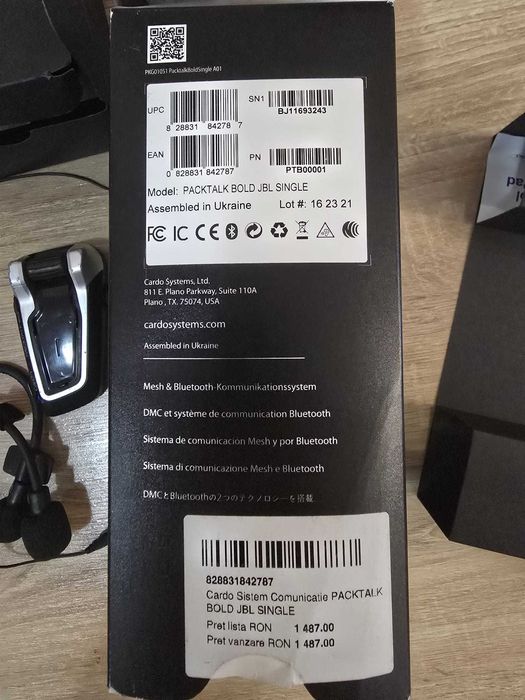 PKG01051 PacktalkBoldSingle A01
UPC
8 28831 84278 7
SN1
BJ11693243
EAN
0 828831 842787
PN
PTB00001
Model: PACKTALK BOLD JBL SINGLE
Assembled in Ukraine Lot #: 16 23 21
FC IC CE
Cardo Systems, Ltd.
811 E. Plano Parkway, Suite 110A
Plano, TX. 75074, USA
cardosystems.com
Assembled in Ukraine
Mesh & Bluetooth-Kommunikationssystem
DMC et système de communication Bluetooth
Sistema de comunicacion Mesh y por Bluetooth
Sistema di comunicazione Mesh e Bluetooth
DMCとBluetoothの2つのテクノロジーを搭載
828831842787
Cardo Sistem Comunicatie PACKTALK
BOLD JBL SINGLE
Pret lista RON 1 487.00
Pret vanzare RON 1 487.00